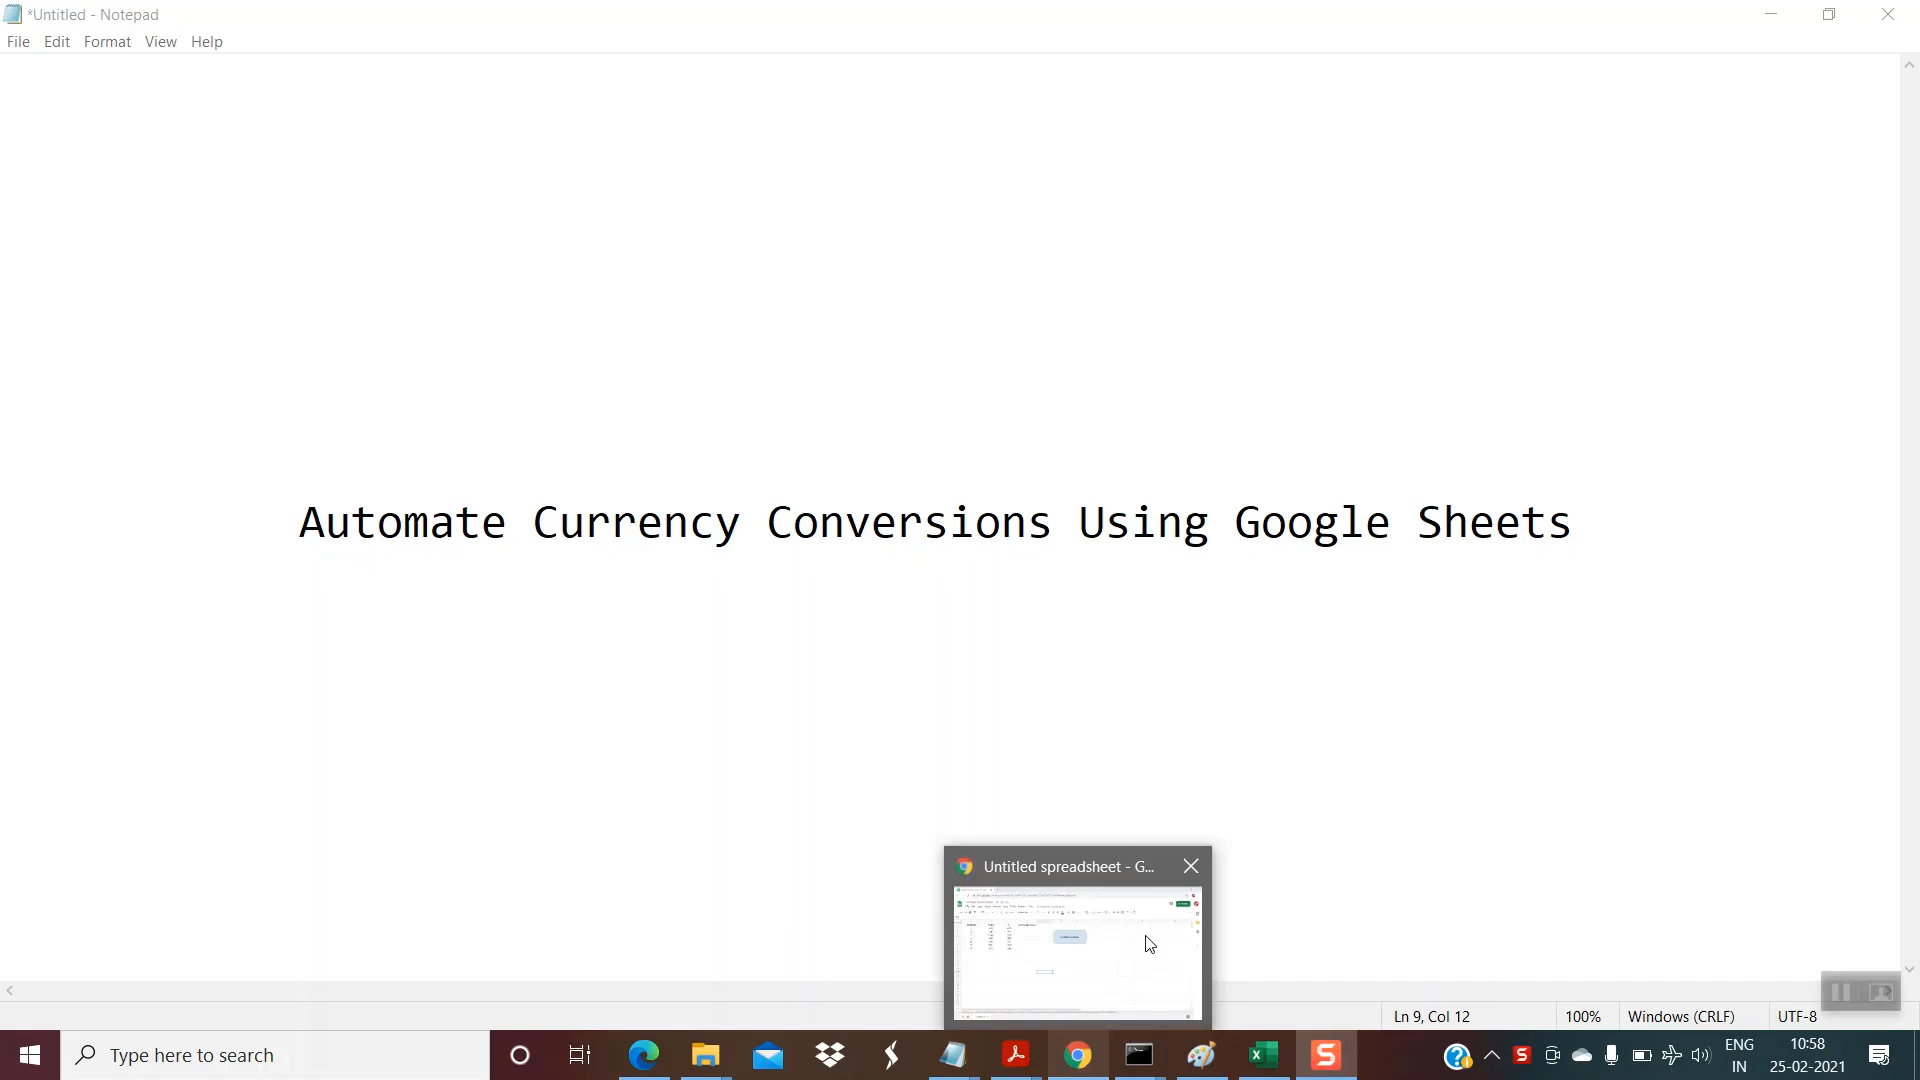 *Untitled - Notepad
File Edit Format View Help
Automate Currency Conversions Using Google Sheets
Untitled spreadsheet - G...
Ln 9, Col 12 100% Windows (CRLF) UTF-8
Type here to search
ENG
IN
10:58
25-02-2021